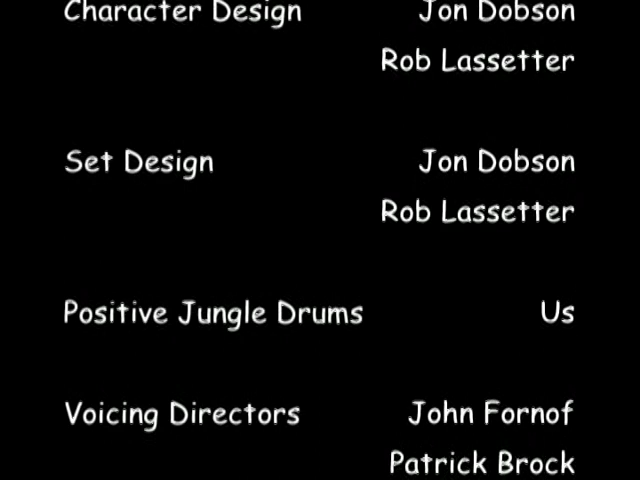 Character Design Jon Dobson
Rob Lassetter
Set Design Jon Dobson
Rob Lassetter
Positive Jungle Drums Us
Voicing Directors John Fornof
Patrick Brock